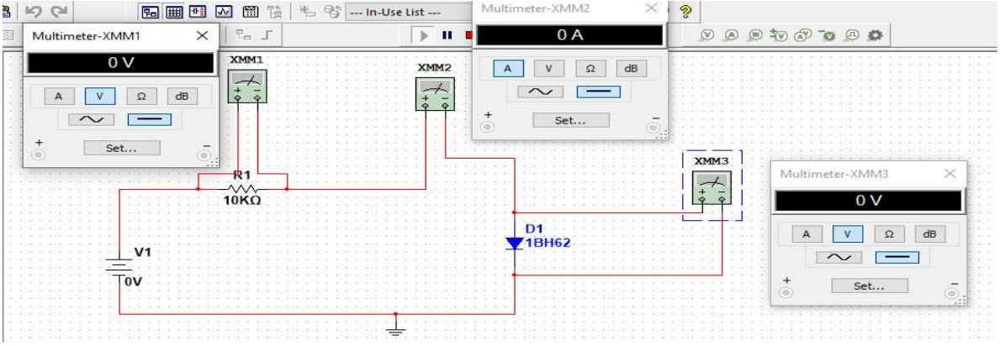 --- In-Use List ---
Multimeter-XMM1
0 V
A V Ω dB
Set...
+ −
Multimeter-XMM2
0 A
A V Ω dB
Set...
+ −
XMM1
+ −
XMM2
+ −
XMM3
+ −
Multimeter-XMM3
0 V
A V Ω dB
Set...
+ −
R1
10KΩ
V1
0V
D1
1BH62